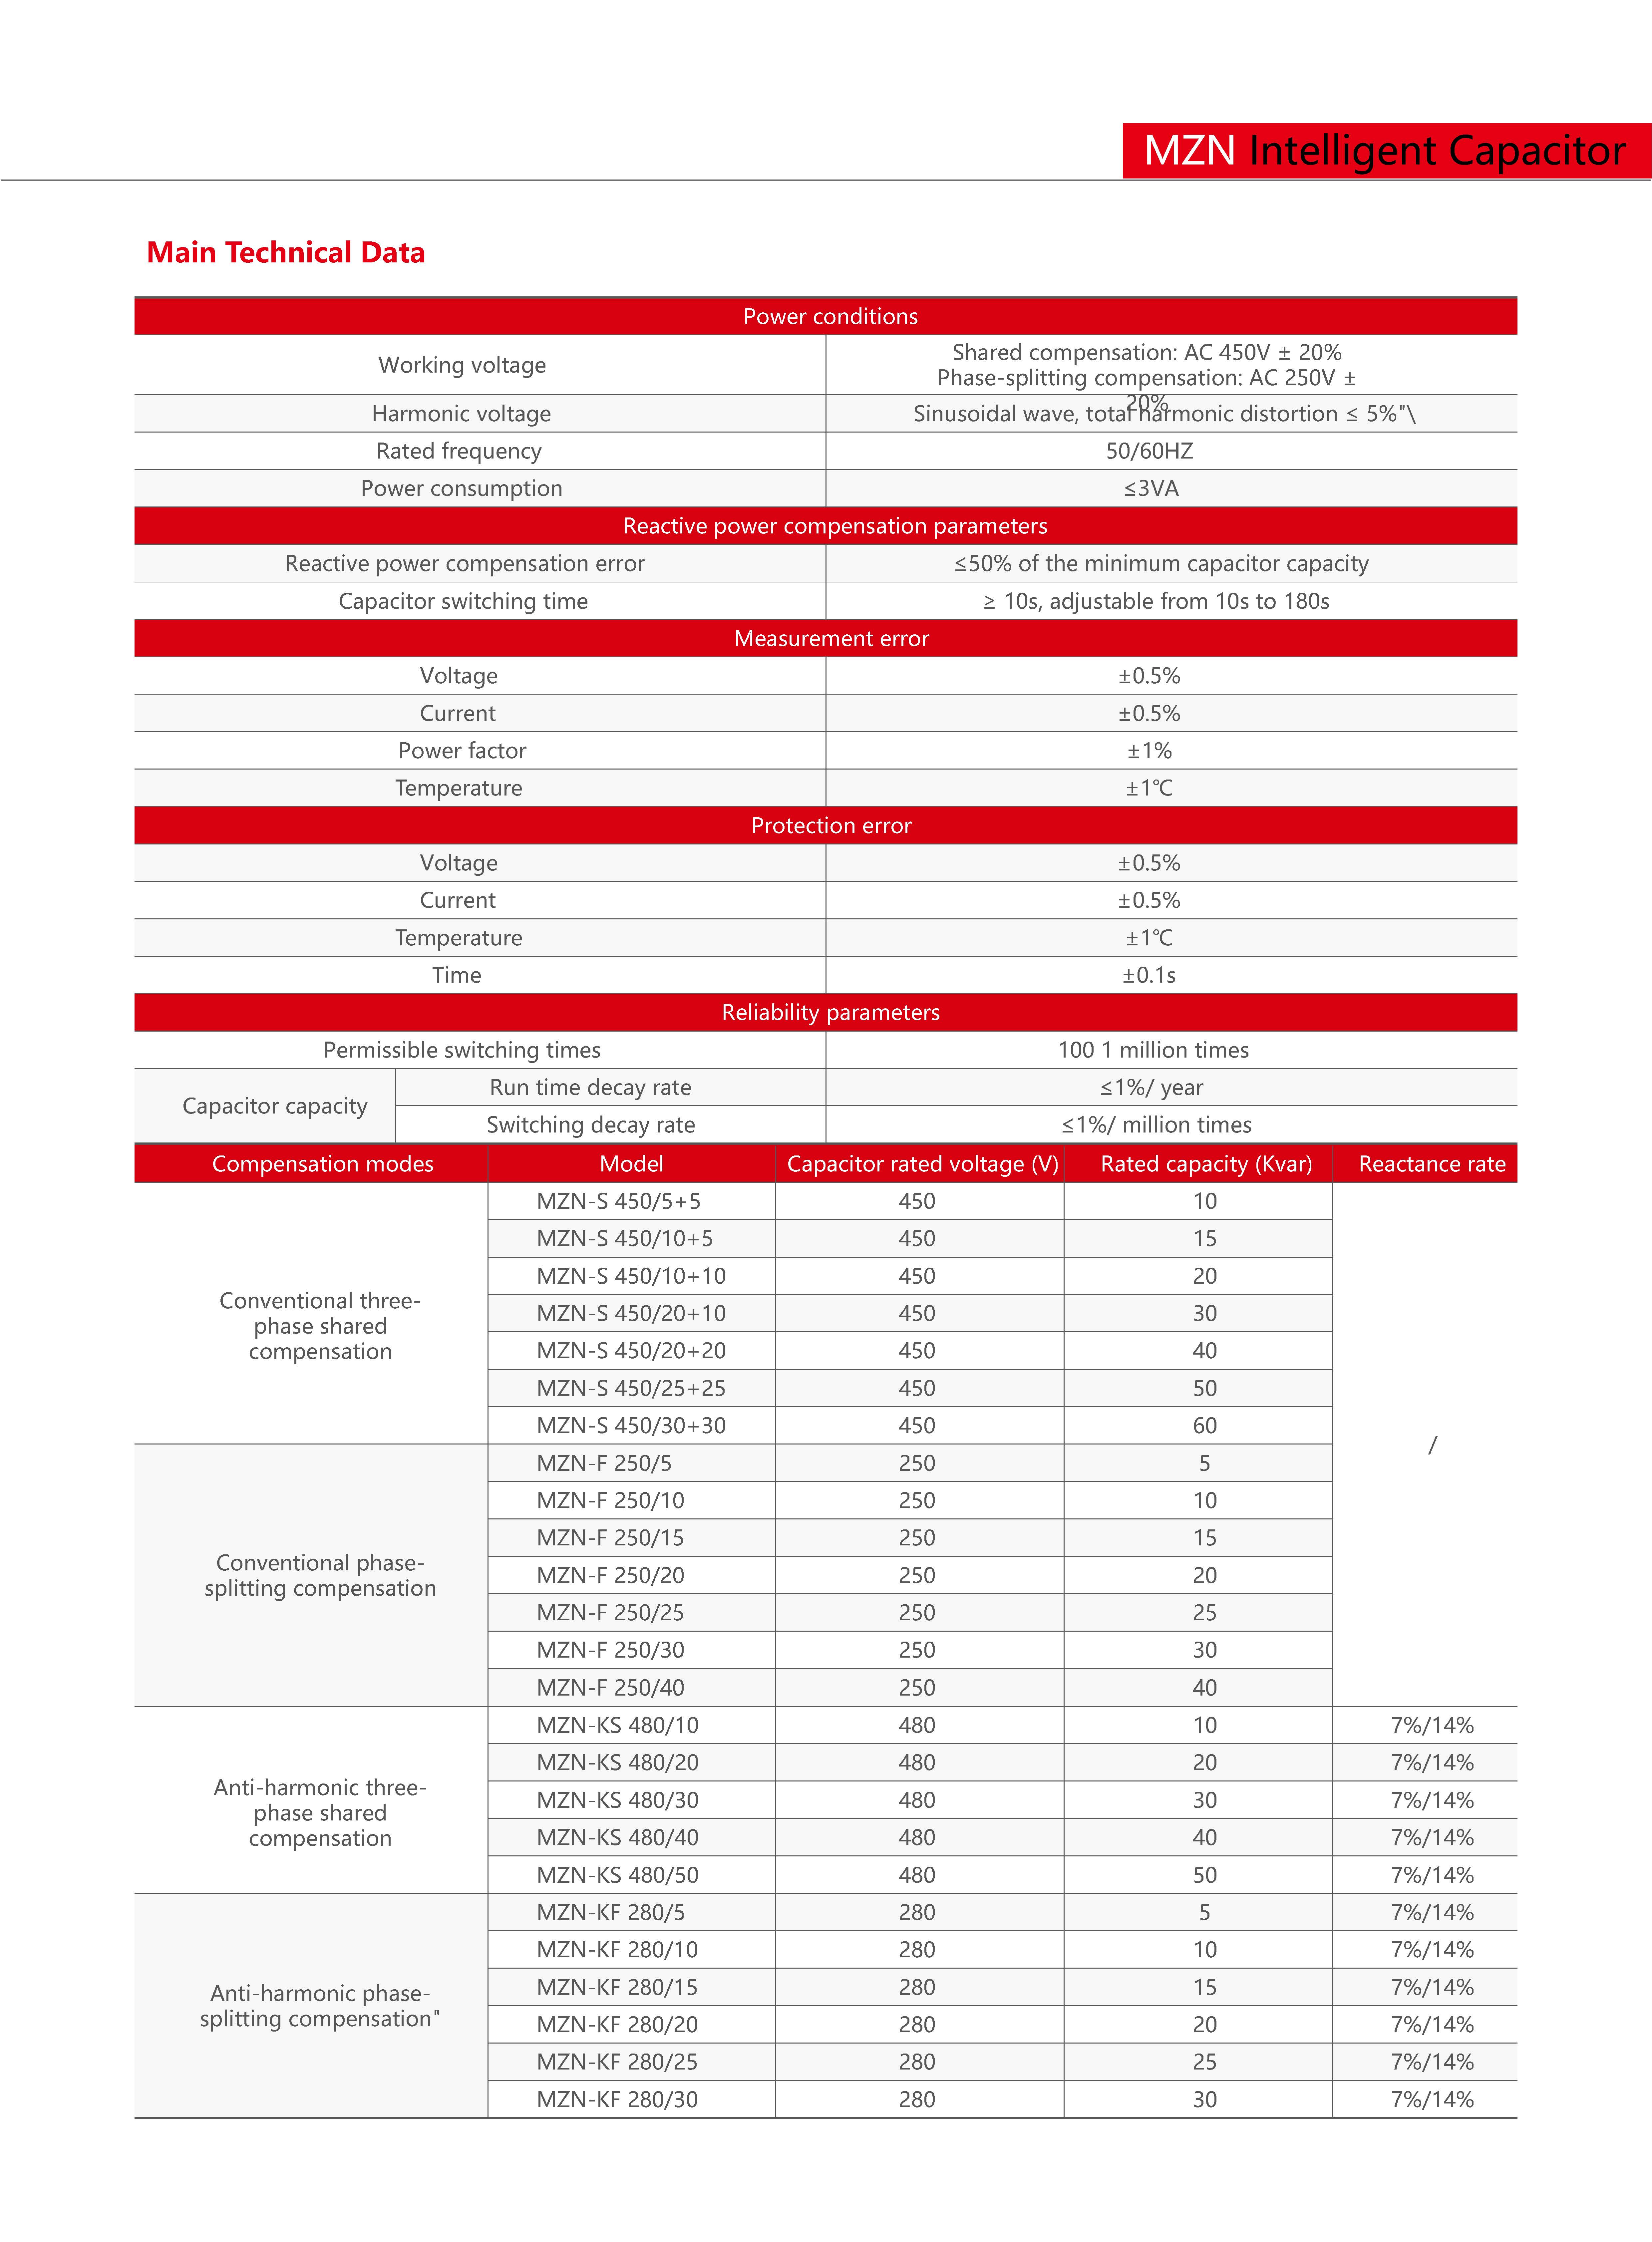 MZN Intelligent Capacitor
Main Technical Data
Power conditions
Working voltage
Shared compensation: AC 450V ± 20%
Phase-splitting compensation: AC 250V ±
20%
Harmonic voltage
Sinusoidal wave, total harmonic distortion ≤ 5%"\
Rated frequency
50/60HZ
Power consumption
≤3VA
Reactive power compensation parameters
Reactive power compensation error
≤50% of the minimum capacitor capacity
Capacitor switching time
≥ 10s, adjustable from 10s to 180s
Measurement error
Voltage
±0.5%
Current
±0.5%
Power factor
±1%
Temperature
±1℃
Protection error
Voltage
±0.5%
Current
±0.5%
Temperature
±1℃
Time
±0.1s
Reliability parameters
Permissible switching times
100 1 million times
Capacitor capacity
Run time decay rate
≤1%/ year
Switching decay rate
≤1%/ million times
Compensation modes Model Capacitor rated voltage (V) Rated capacity (Kvar) Reactance rate
Conventional three-
phase shared
compensation
MZN-S 450/5+5 450 10
MZN-S 450/10+5 450 15
MZN-S 450/10+10 450 20
MZN-S 450/20+10 450 30
MZN-S 450/20+20 450 40
MZN-S 450/25+25 450 50
MZN-S 450/30+30 450 60
/
Conventional phase-
splitting compensation
MZN-F 250/5 250 5
MZN-F 250/10 250 10
MZN-F 250/15 250 15
MZN-F 250/20 250 20
MZN-F 250/25 250 25
MZN-F 250/30 250 30
MZN-F 250/40 250 40
Anti-harmonic three-
phase shared
compensation
MZN-KS 480/10 480 10 7%/14%
MZN-KS 480/20 480 20 7%/14%
MZN-KS 480/30 480 30 7%/14%
MZN-KS 480/40 480 40 7%/14%
MZN-KS 480/50 480 50 7%/14%
Anti-harmonic phase-
splitting compensation"
MZN-KF 280/5 280 5 7%/14%
MZN-KF 280/10 280 10 7%/14%
MZN-KF 280/15 280 15 7%/14%
MZN-KF 280/20 280 20 7%/14%
MZN-KF 280/25 280 25 7%/14%
MZN-KF 280/30 280 30 7%/14%